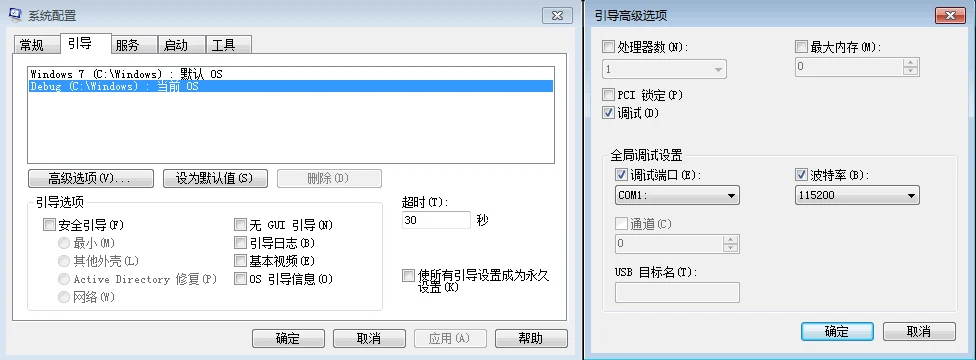 系统配置
常规 引导 服务 启动 工具
Windows 7 (C:\Windows) : 默认 OS
Debug (C:\Windows) : 当前 OS
高级选项(V)... 设为默认值(S) 删除(D)
引导选项
安全引导(F)
最小(M)
其他外壳(L)
Active Directory 修复(P)
网络(W)
无 GUI 引导(N)
引导日志(B)
基本视频(E)
OS 引导信息(O)
超时(T):
30 秒
使所有引导设置成为永久
设置(K)
确定 取消 应用(A) 帮助
引导高级选项
处理器数(N):
1
最大内存(M):
0
PCI 锁定(P)
调试(D)
全局调试设置
调试端口(E):
COM1:
波特率(B):
115200
通道(C)
0
USB 目标名(T):
确定 取消